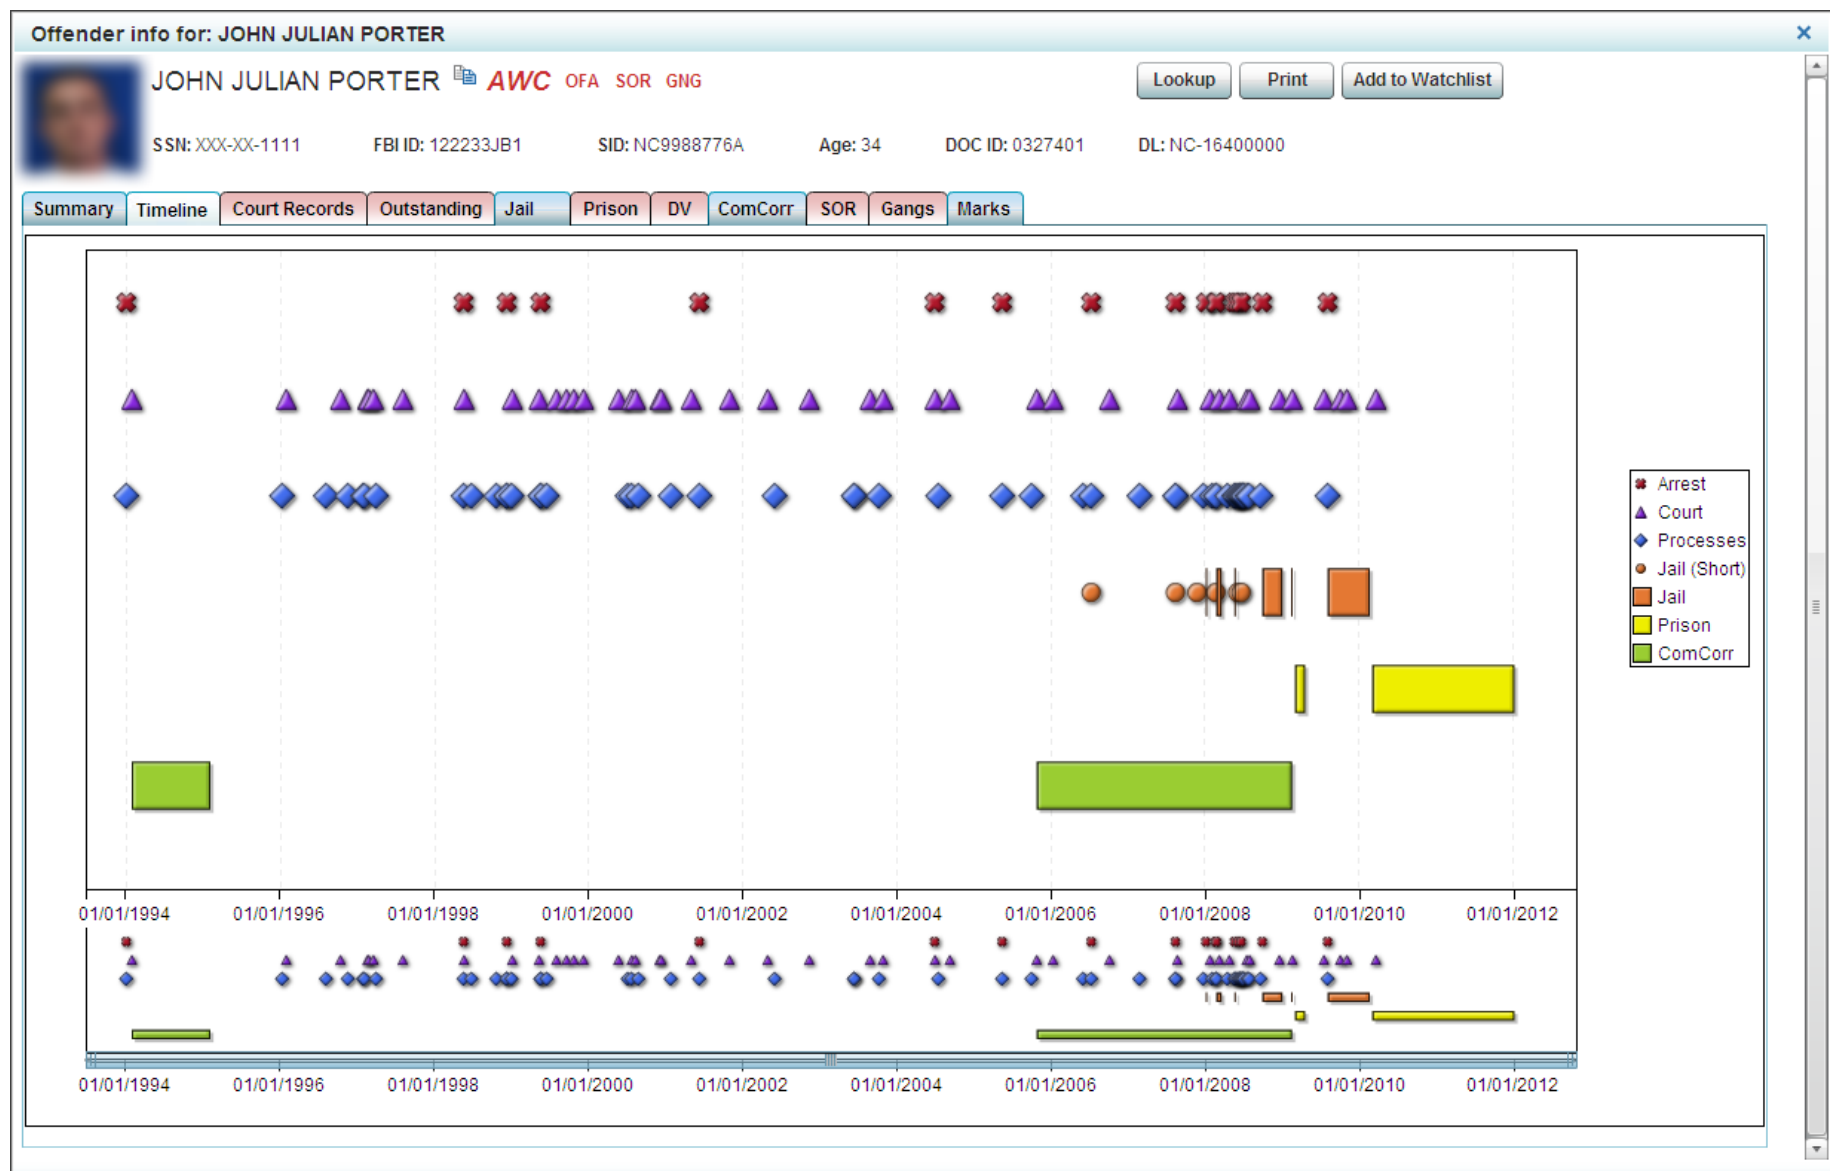 Offender info for: JOHN JULIAN PORTER
JOHN JULIAN PORTER AWC OFA SOR GNG
Lookup Print Add to Watchlist
SSN: XXX-XX-1111 FBI ID: 122233JB1 SID: NC9988776A Age: 34 DOC ID: 0327401 DL: NC-16400000
Summary Timeline Court Records Outstanding Jail Prison DV ComCorr SOR Gangs Marks
Arrest
Court
Processes
Jail (Short)
Jail
Prison
ComCorr
01/01/1994 01/01/1996 01/01/1998 01/01/2000 01/01/2002 01/01/2004 01/01/2006 01/01/2008 01/01/2010 01/01/2012
01/01/1994 01/01/1996 01/01/1998 01/01/2000 01/01/2002 01/01/2004 01/01/2006 01/01/2008 01/01/2010 01/01/2012